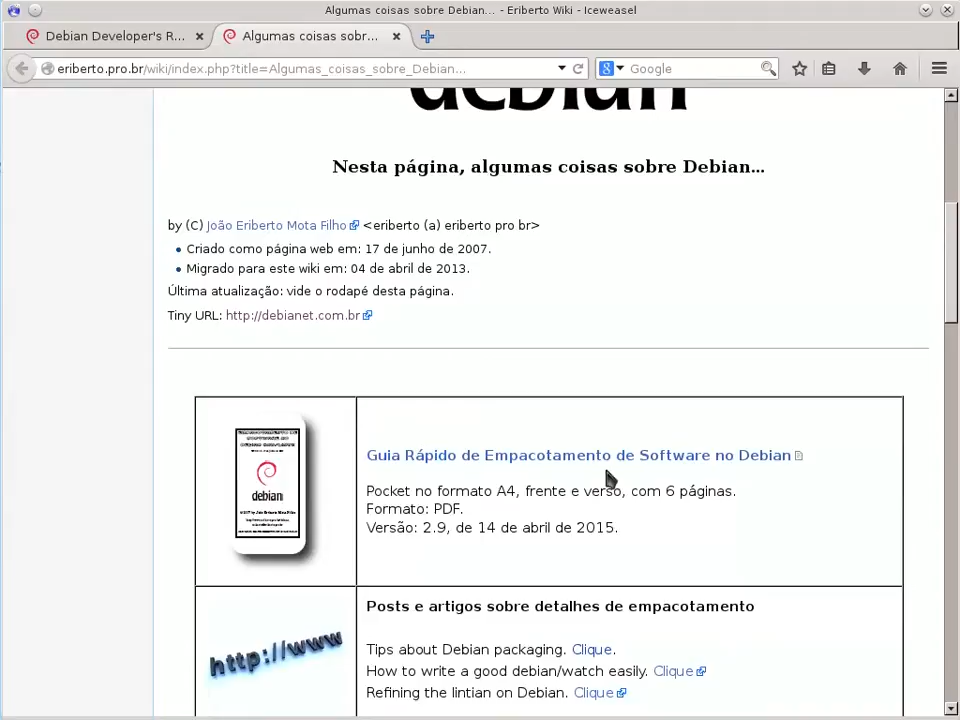 Algumas coisas sobre Debian... - Eriberto Wiki - Iceweasel
Debian Developer's R...
Algumas coisas sobr...
eriberto.pro.br/wiki/index.php?title=Algumas_coisas_sobre_Debian...
Google
debian
Nesta página, algumas coisas sobre Debian...
by (C) João Eriberto Mota Filho <eriberto (a) eriberto pro br>
Criado como página web em: 17 de junho de 2007.
Migrado para este wiki em: 04 de abril de 2013.
Última atualização: vide o rodapé desta página.
Tiny URL: http://debianet.com.br
debian
Guia Rápido de Empacotamento de Software no Debian
Pocket no formato A4, frente e verso, com 6 páginas.
Formato: PDF.
Versão: 2.9, de 14 de abril de 2015.
http://www
Posts e artigos sobre detalhes de empacotamento
Tips about Debian packaging. Clique.
How to write a good debian/watch easily. Clique
Refining the lintian on Debian. Clique